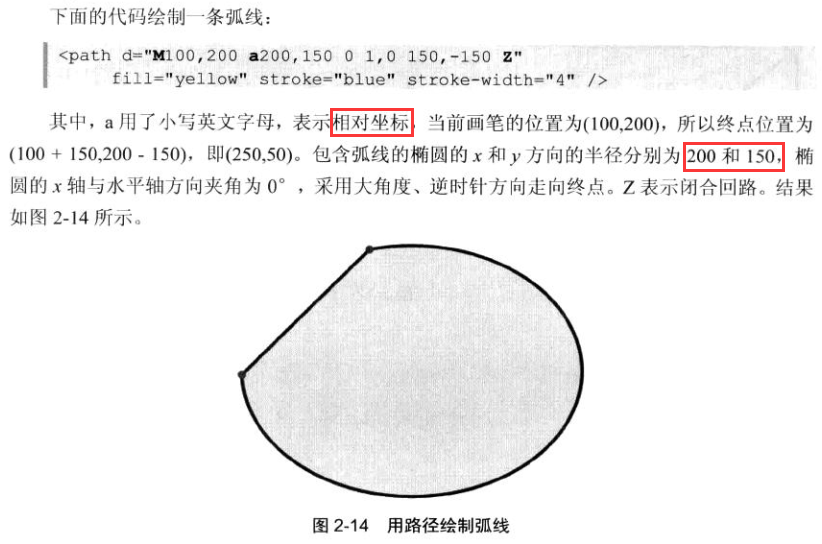 下面的代码绘制一条弧线：
<path d="M100,200 a200,150 0 1,0 150,-150 Z"
fill="yellow" stroke="blue" stroke-width="4" />
其中，a 用了小写英文字母，表示相对坐标，当前画笔的位置为(100,200)，所以终点位置为
(100 + 150,200 - 150)，即(250,50)。包含弧线的椭圆的 x 和 y 方向的半径分别为 200 和 150，椭
圆的 x 轴与水平轴方向夹角为 0°，采用大角度、逆时针方向走向终点。Z 表示闭合回路。结果
如图 2-14 所示。
图 2-14 用路径绘制弧线